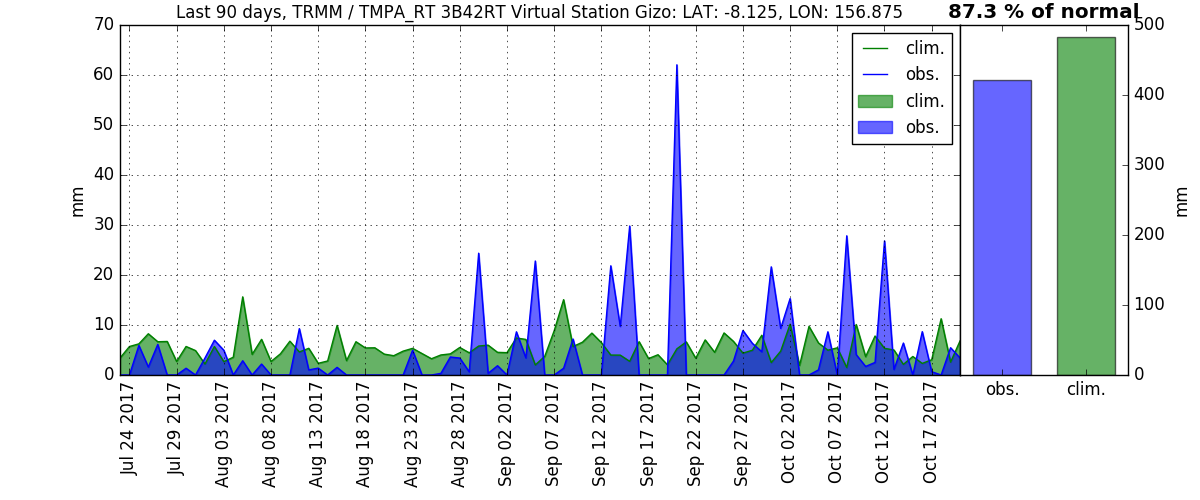 Last 90 days, TRMM / TMPA_RT 3B42RT Virtual Station Gizo: LAT: -8.125, LON: 156.875
87.3 % of normal
70
60
50
40
30
20
10
0
mm
clim.
obs.
clim.
obs.
500
400
300
200
100
0
mm
Jul 24 2017
Jul 29 2017
Aug 03 2017
Aug 08 2017
Aug 13 2017
Aug 18 2017
Aug 23 2017
Aug 28 2017
Sep 02 2017
Sep 07 2017
Sep 12 2017
Sep 17 2017
Sep 22 2017
Sep 27 2017
Oct 02 2017
Oct 07 2017
Oct 12 2017
Oct 17 2017
obs.
clim.